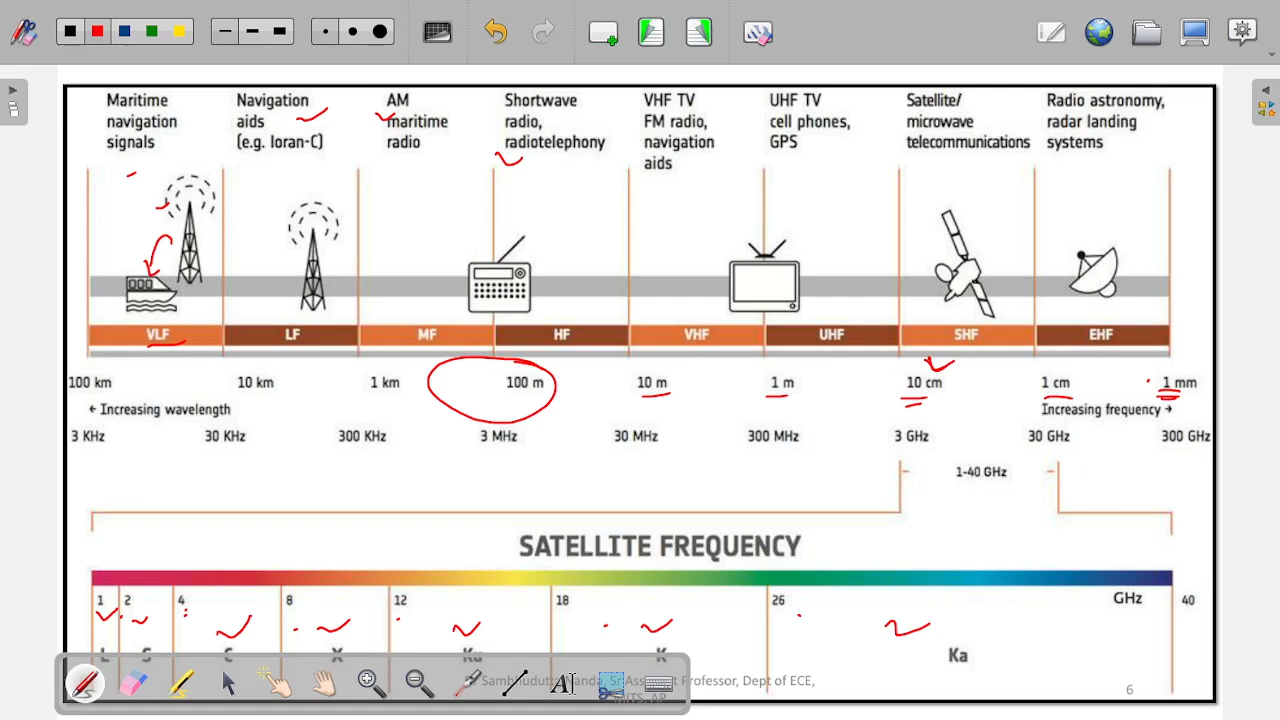 Maritime
navigation
signals
Navigation
aids
(e.g. loran-C)
AM
maritime
radio
Shortwave
radio,
radiotelephony
VHF TV
FM radio,
navigation
aids
UHF TV
cell phones,
GPS
Satellite/
microwave
telecommunications
Radio astronomy,
radar landing
systems
VLF LF MF HF VHF UHF SHF EHF
100 km 10 km 1 km 100 m 10 m 1 m 10 cm 1 cm 1 mm
← Increasing wavelength Increasing frequency →
3 KHz 30 KHz 300 KHz 3 MHz 30 MHz 300 MHz 3 GHz 30 GHz 300 GHz
1-40 GHz
SATELLITE FREQUENCY
1 2 4 8 12 18 26 GHz 40
L S C X Ku K Ka
Professor, Dept of ECE,
6